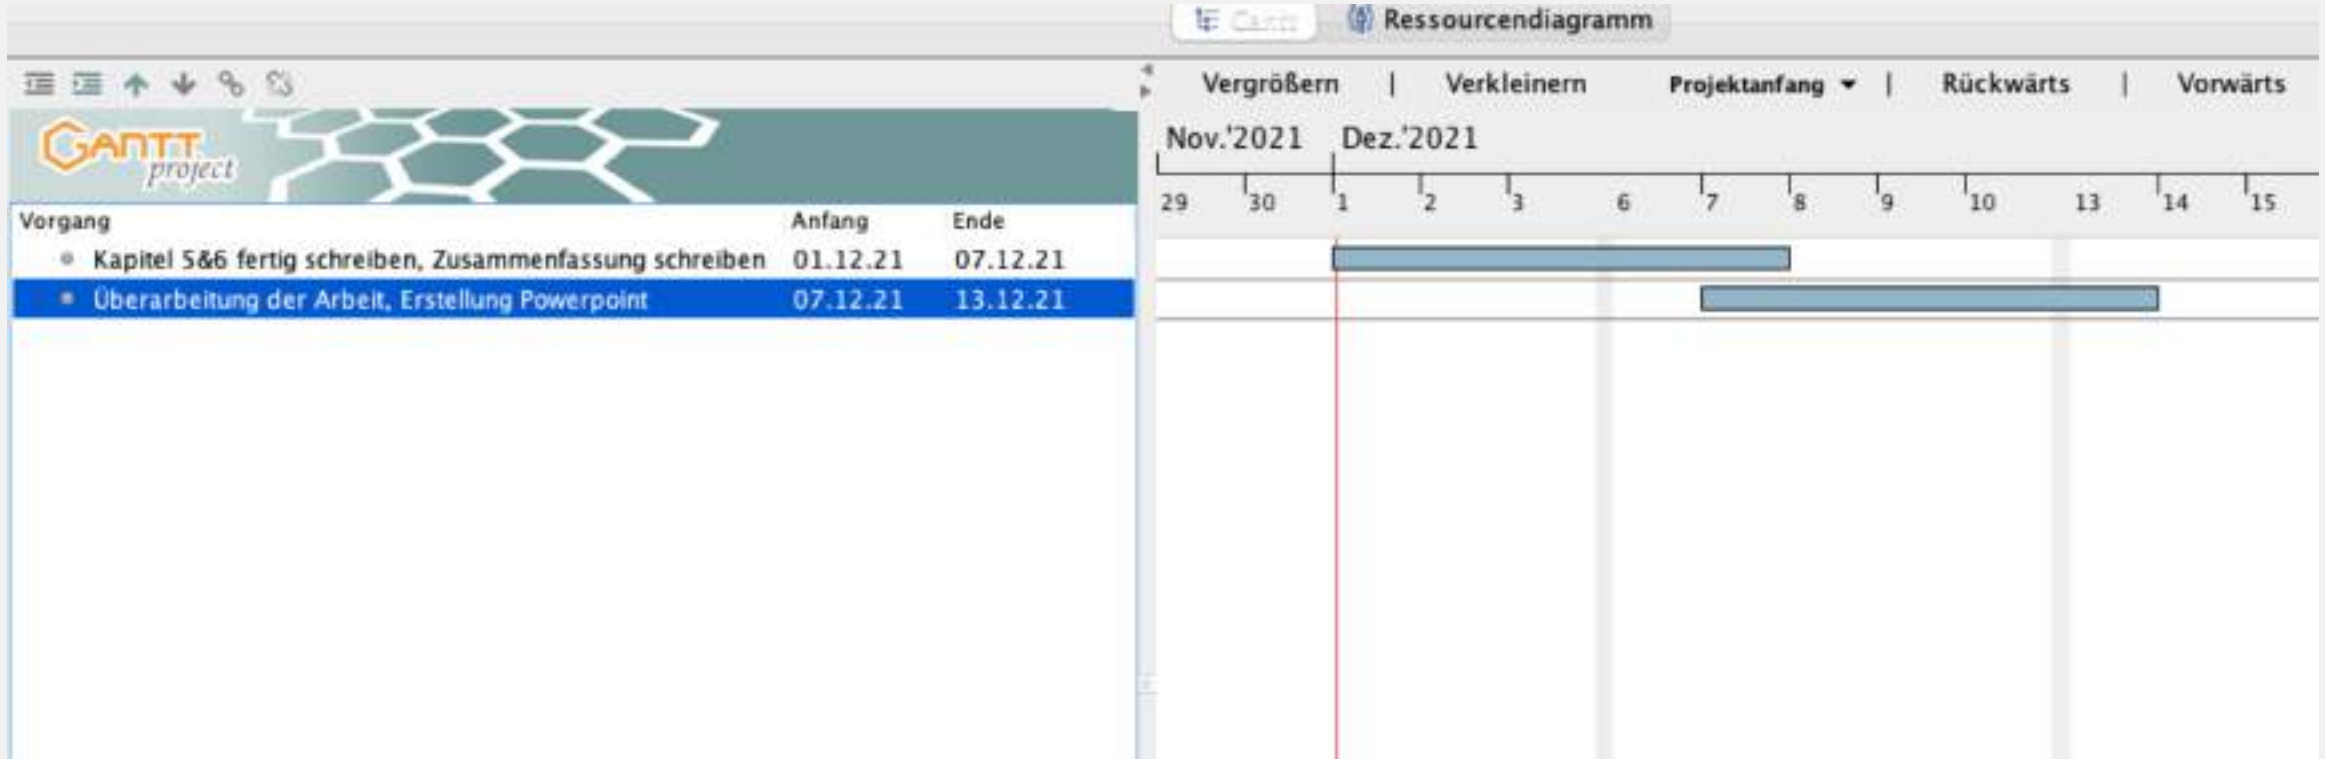 Gantt Ressourcendiagramm
Vergrößern | Verkleinern Projektanfang | Rückwärts | Vorwärts
GANTT project
Nov.'2021 Dez.'2021
29 30 1 2 3 6 7 8 9 10 13 14 15
Vorgang Anfang Ende
Kapitel 5&6 fertig schreiben, Zusammenfassung schreiben 01.12.21 07.12.21
Überarbeitung der Arbeit, Erstellung Powerpoint 07.12.21 13.12.21